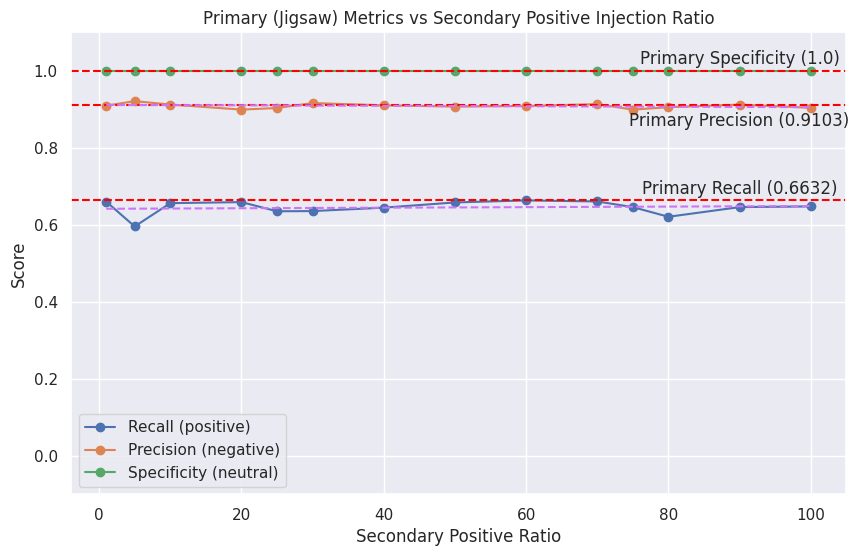 Primary (Jigsaw) Metrics vs Secondary Positive Injection Ratio
Primary Specificity (1.0)
Primary Precision (0.9103)
Primary Recall (0.6632)
1.0
0.8
0.6
0.4
0.2
0.0
Score
Recall (positive)
Precision (negative)
Specificity (neutral)
0 20 40 60 80 100
Secondary Positive Ratio